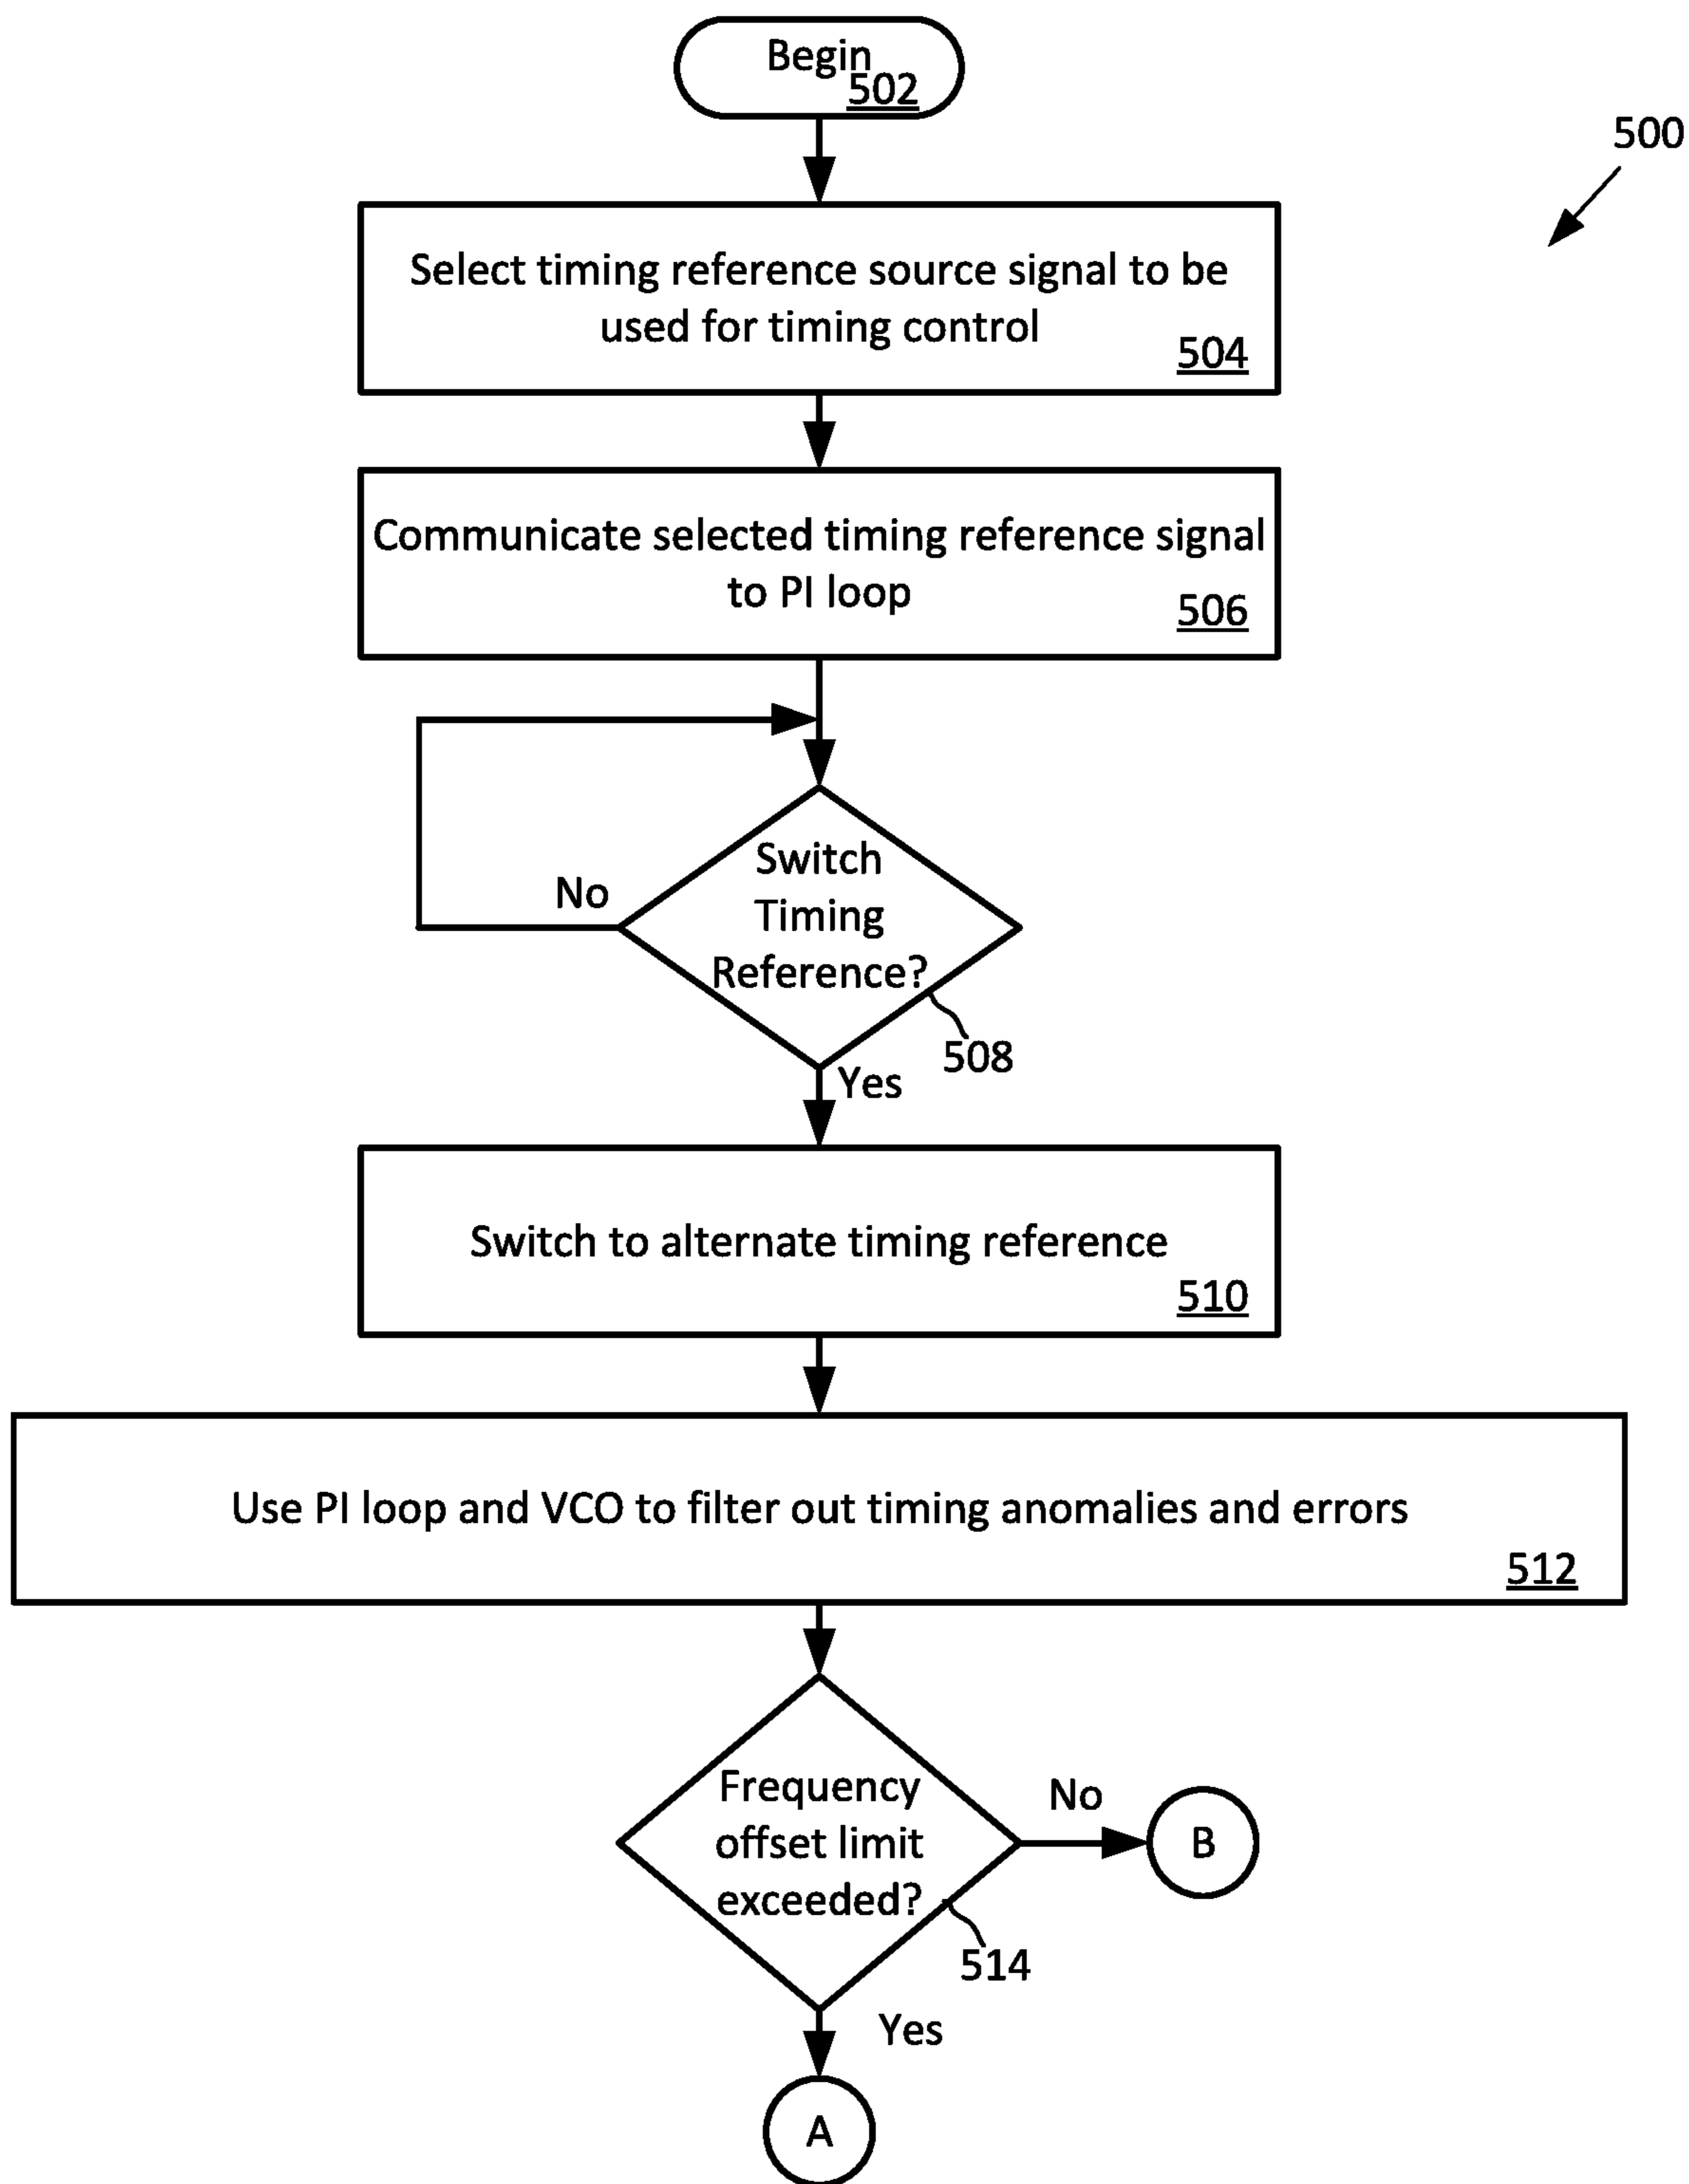 Begin
502
500
Select timing reference source signal to be
used for timing control
504
Communicate selected timing reference signal
to PI loop
506
Switch
Timing
Reference?
No
508
Yes
Switch to alternate timing reference
510
Use PI loop and VCO to filter out timing anomalies and errors
512
Frequency
offset limit
exceeded?
No
B
514
Yes
A